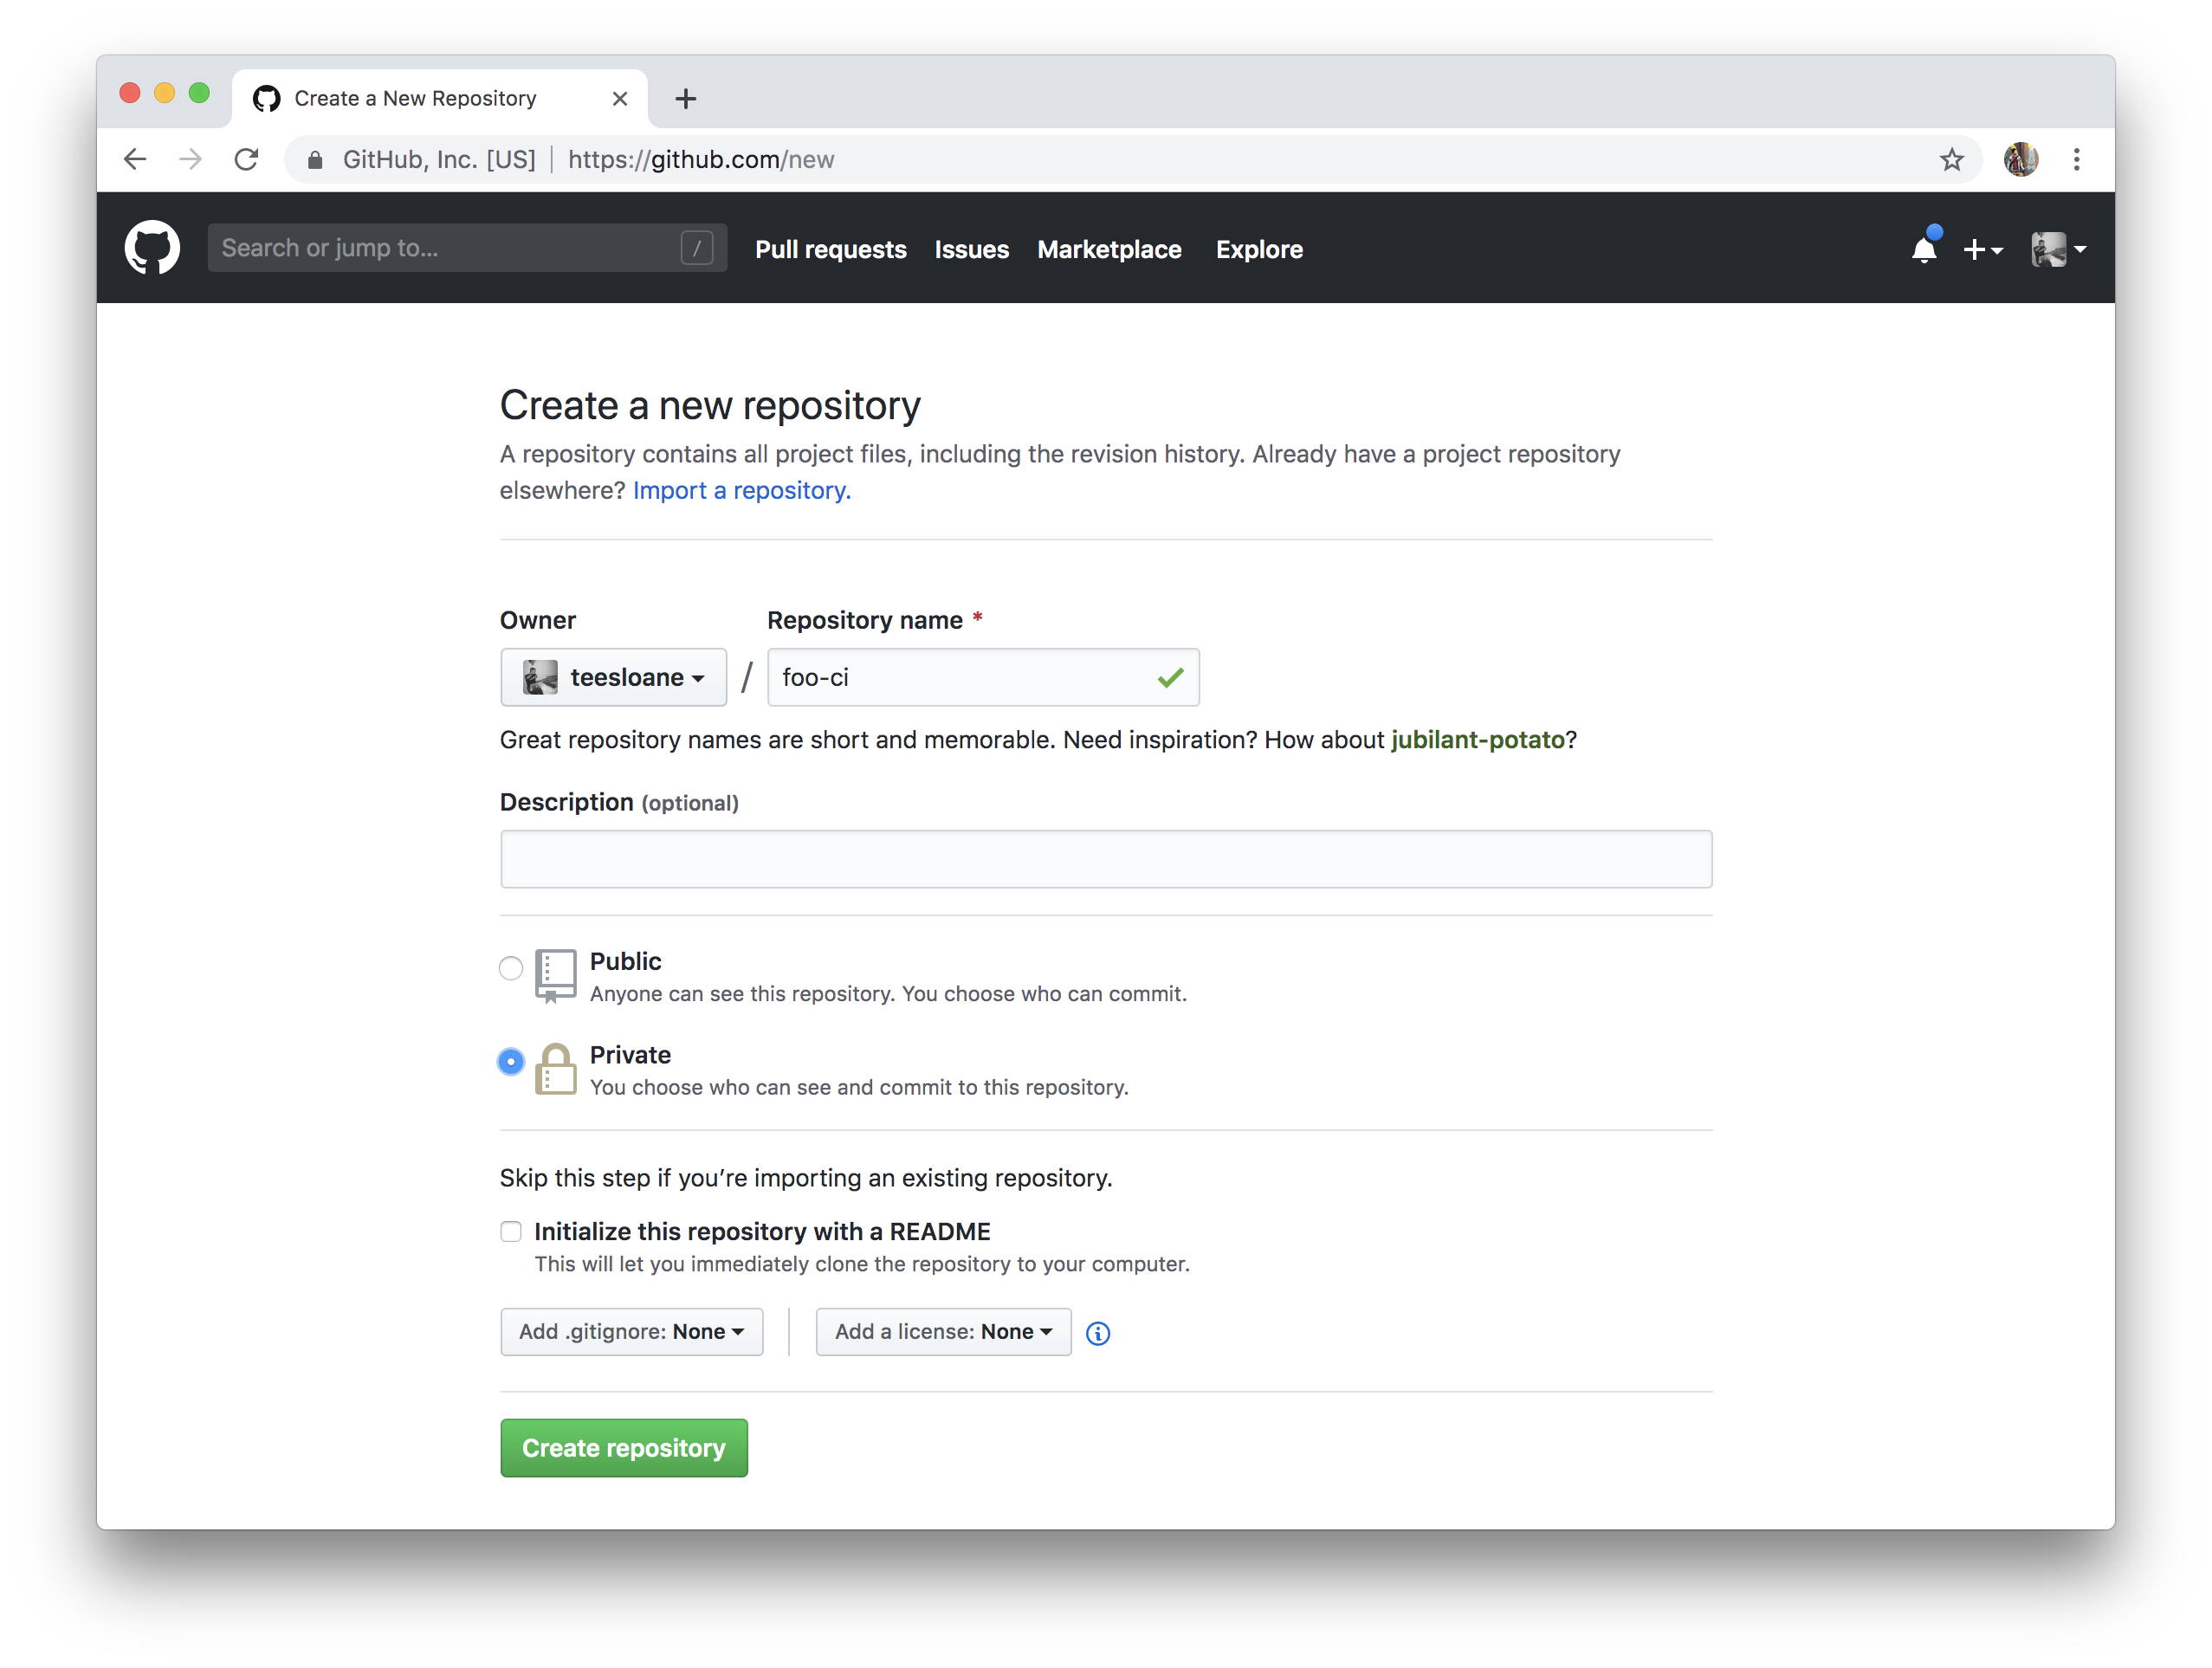 Create a New Repository
GitHub, Inc. [US] https://github.com/new
Search or jump to... / Pull requests Issues Marketplace Explore
Create a new repository
A repository contains all project files, including the revision history. Already have a project repository
elsewhere? Import a repository.
Owner Repository name *
teesloane / foo-ci
Great repository names are short and memorable. Need inspiration? How about jubilant-potato?
Description (optional)
Public
Anyone can see this repository. You choose who can commit.
Private
You choose who can see and commit to this repository.
Skip this step if you’re importing an existing repository.
Initialize this repository with a README
This will let you immediately clone the repository to your computer.
Add .gitignore: None Add a license: None
Create repository